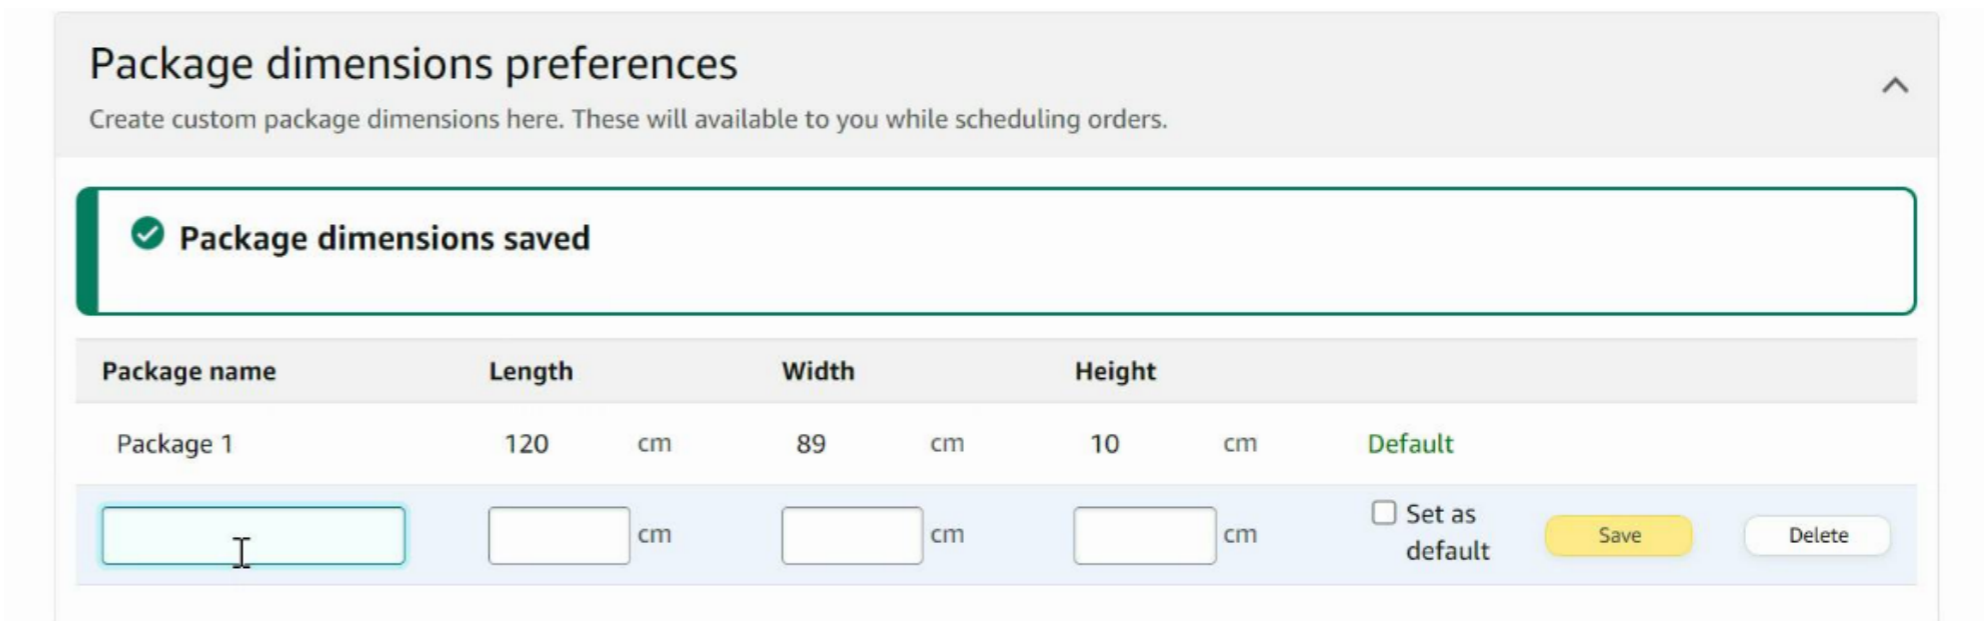 Package dimensions preferences
Create custom package dimensions here. These will available to you while scheduling orders.
Package dimensions saved
Package name Length Width Height
Package 1 120 cm 89 cm 10 cm Default
cm cm cm Set as default Save Delete